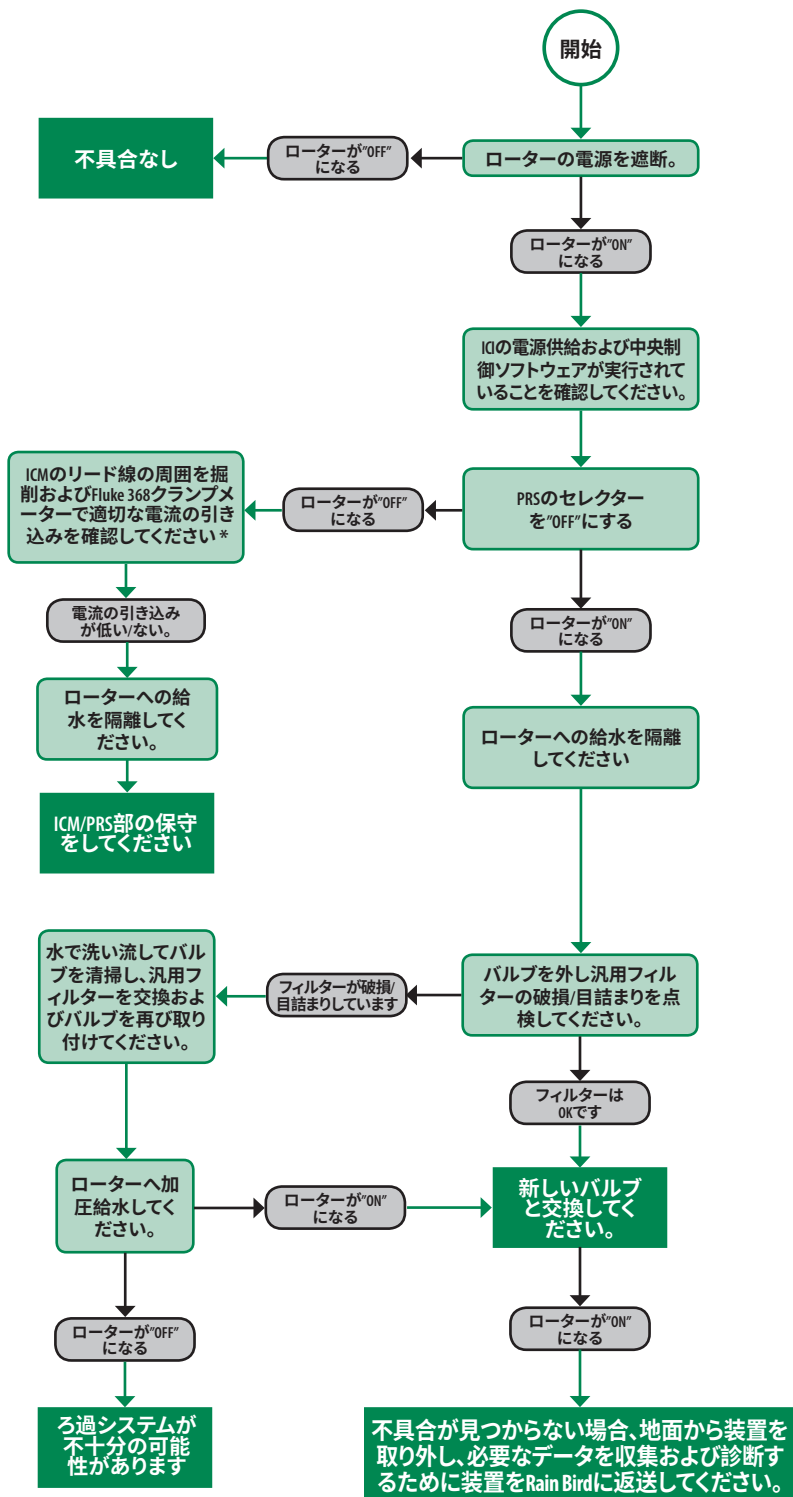 開始
ローターの電源を遮断。
ローターが"OFF"
になる
不具合なし
ローターが"ON"
になる
ICIの電源供給および中央制
御ソフトウェアが実行されて
いることを確認してください。
PRSのセレクター
を"OFF"にする
ローターが"OFF"
になる
ICMのリード線の周囲を掘
削およびFluke 368クランプメ
ーターで適切な電流の引き
込みを確認してください*
電流の引き込み
が低い/ない。
ローターへの給
水を隔離してく
ださい。
ICM/PRS部の保守
をしてください
ローターが"ON"
になる
ローターへの給水を隔離
してください
バルブを外し汎用フィル
ターの破損/目詰まりを点
検してください。
フィルターが破損/
目詰まりしています
水で洗い流してバル
ブを清掃し、汎用フ
ィルターを交換およ
びバルブを再び取り
付けてください。
フィルターは
OKです
ローターへ加
圧給水してく
ださい。
ローターが"ON"
になる
新しいバルブ
と交換してく
ださい。
ローターが"OFF"
になる
ローターが"ON"
になる
ろ過システムが
不十分の可能
性があります
不具合が見つからない場合、地面から装置を
取り外し、必要なデータを収集および診断す
るために装置をRain Birdに返送してください。